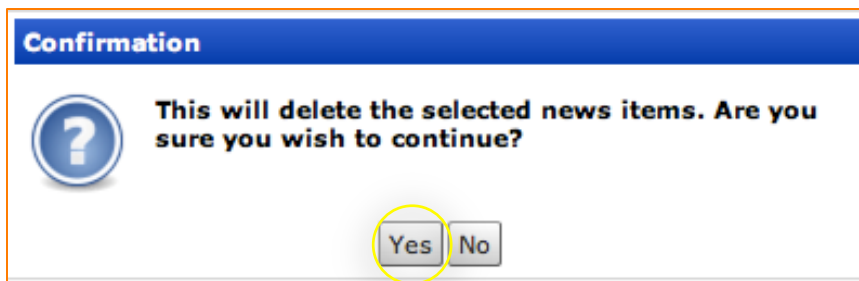 Confirmation
This will delete the selected news items. Are you
sure you wish to continue?
Yes No